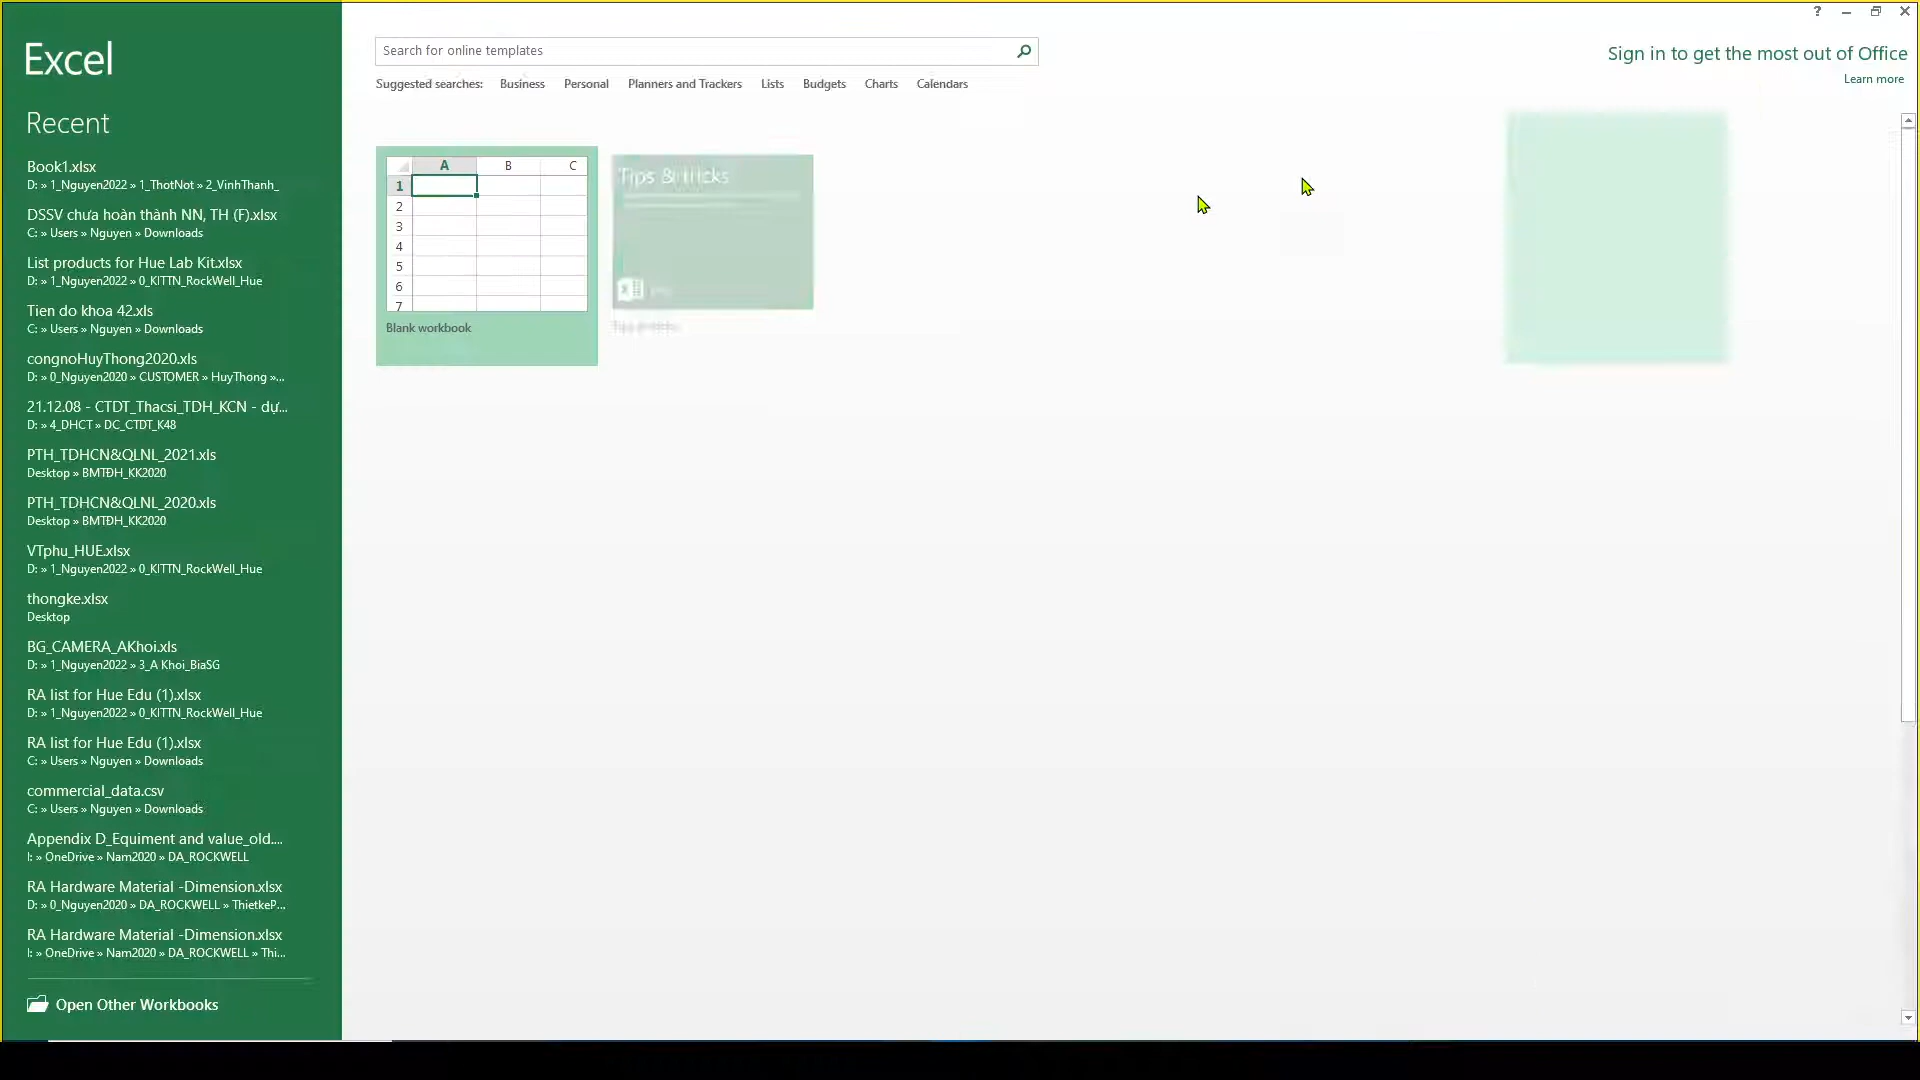 Excel
Recent
Book1.xlsx
D: » 1_Nguyen2022 » 1_ThotNot » 2_VinhThanh_
DSSV chưa hoàn thành NN, TH (F).xlsx
C: » Users » Nguyen » Downloads
List products for Hue Lab Kit.xlsx
D: » 1_Nguyen2022 » 0_KITTN_RockWell_Hue
Tien do khoa 42.xls
C: » Users » Nguyen » Downloads
congnoHuyThong2020.xls
D: » 0_Nguyen2020 » CUSTOMER » HuyThong »...
21.12.08 - CTDT_Thacsi_TDH_KCN - dự...
D: » 4_DHCT » DC_CTDT_K48
PTH_TDHCN&QLNL_2021.xls
Desktop » BMTĐH_KK2020
PTH_TDHCN&QLNL_2020.xls
Desktop » BMTĐH_KK2020
VTphu_HUE.xlsx
D: » 1_Nguyen2022 » 0_KITTN_RockWell_Hue
thongke.xlsx
Desktop
BG_CAMERA_AKhoi.xls
D: » 1_Nguyen2022 » 3_A Khoi_BiaSG
RA list for Hue Edu (1).xlsx
D: » 1_Nguyen2022 » 0_KITTN_RockWell_Hue
RA list for Hue Edu (1).xlsx
C: » Users » Nguyen » Downloads
commercial_data.csv
C: » Users » Nguyen » Downloads
Appendix D_Equiment and value_old....
I: » OneDrive » Nam2020 » DA_ROCKWELL
RA Hardware Material -Dimension.xlsx
D: » 0_Nguyen2020 » DA_ROCKWELL » ThietkeP...
RA Hardware Material -Dimension.xlsx
I: » OneDrive » Nam2020 » DA_ROCKWELL » Thi...
Open Other Workbooks
Search for online templates
Suggested searches: Business Personal Planners and Trackers Lists Budgets Charts Calendars
Sign in to get the most out of Office
Learn more
A B C
1
2
3
4
5
6
7
Blank workbook
Tips & tricks